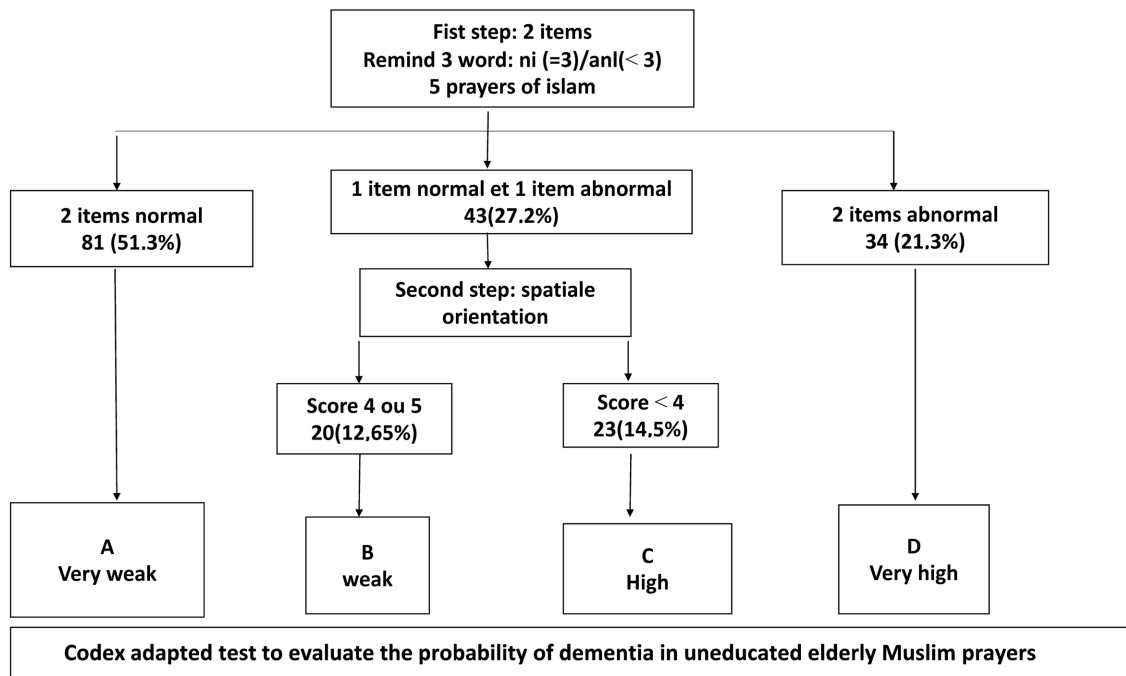 Fist step: 2 items
Remind 3 word: ni (=3)/anl(< 3)
5 prayers of islam
2 items normal
81 (51.3%)
1 item normal et 1 item abnormal
43(27.2%)
2 items abnormal
34 (21,3%)
Second step: spatiale
orientation
Score 4 ou 5
20(12,65%)
Score < 4
23(14,5%)
A
Very weak
B
weak
C
High
D
Very high
Codex adapted test to evaluate the probability of dementia in uneducated elderly Muslim prayers